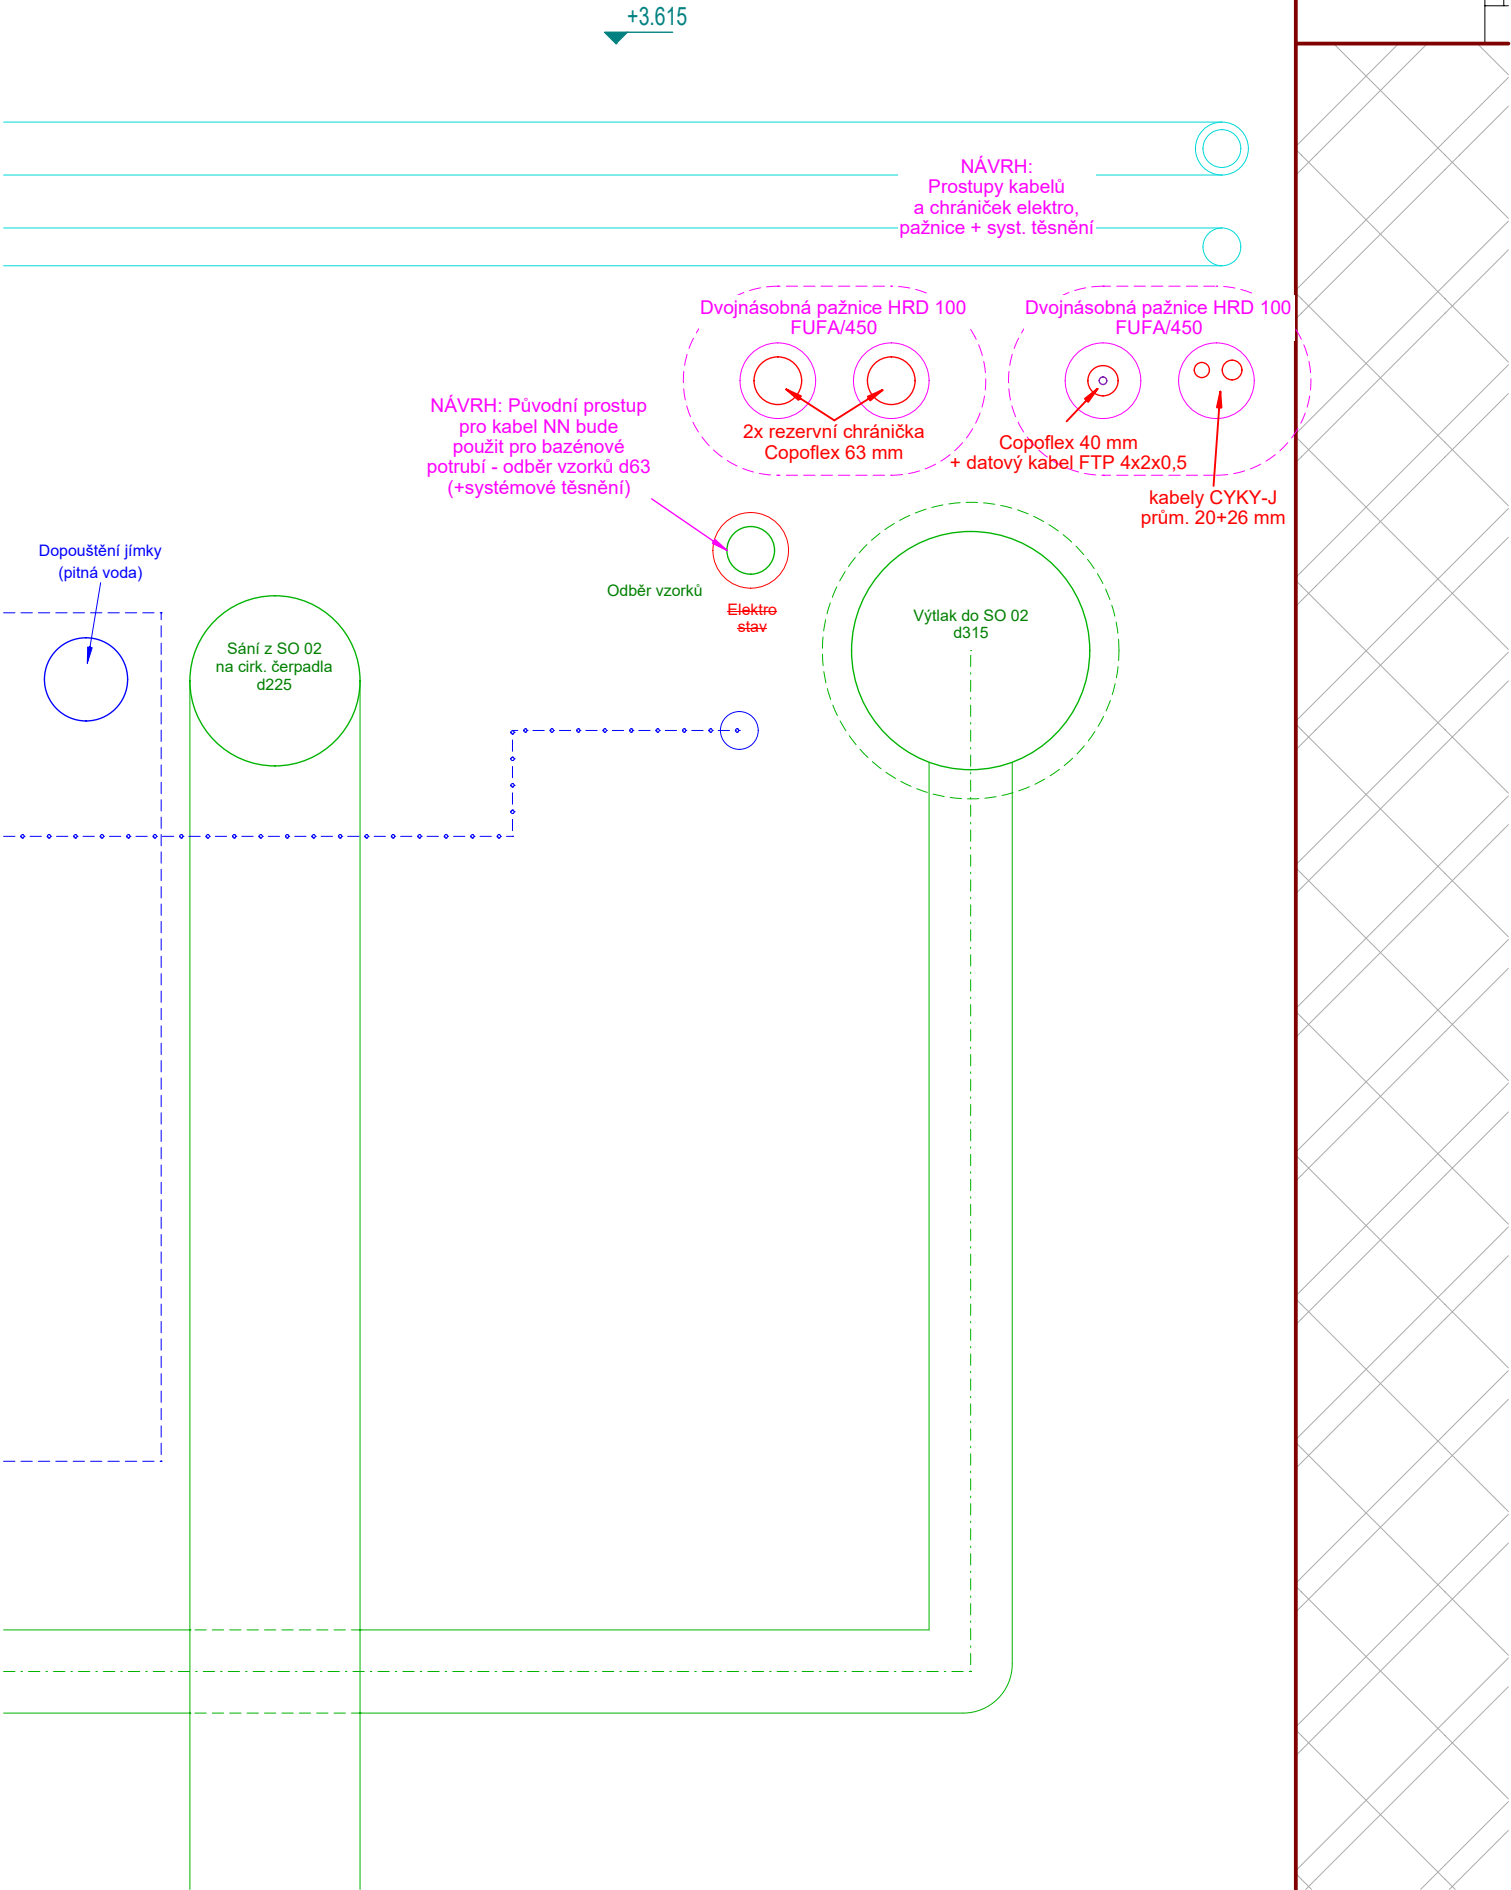 +3.615
NÁVRH:
Prostupy kabelů
a chrániček elektro,
pažnice + syst. těsnění
Dvojnásobná pažnice HRD 100
FUFA/450
Dvojnásobná pažnice HRD 100
FUFA/450
NÁVRH: Původní prostup
pro kabel NN bude
použit pro bazénové
potrubí - odběr vzorků d63
(+systémové těsnění)
2x rezervní chránička
Copoflex 63 mm
Copoflex 40 mm
+ datový kabel FTP 4x2x0,5
kabely CYKY-J
prům. 20+26 mm
Dopouštění jímky
(pitná voda)
Odběr vzorků
Elektro
stav
Výtlak do SO 02
d315
Sání z SO 02
na cirk. čerpadla
d225